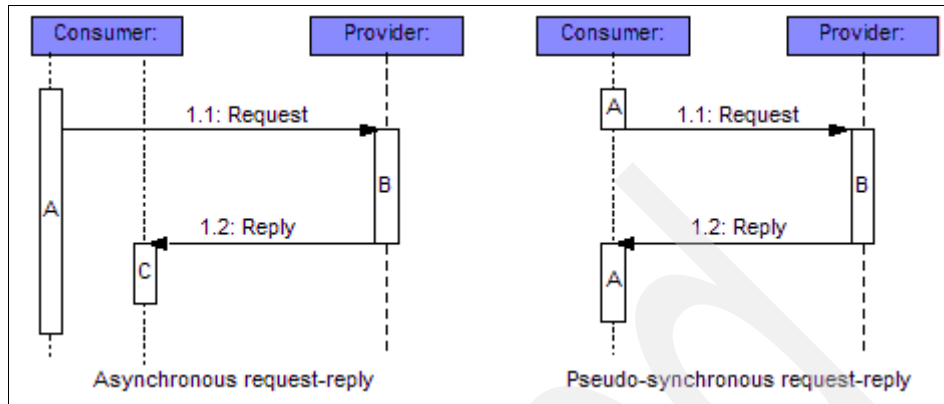 Consumer:
Provider:
1.1: Request
A
B
1.2: Reply
C
Asynchronous request-reply
Consumer:
Provider:
A
1.1: Request
B
1.2: Reply
A
Pseudo-synchronous request-reply